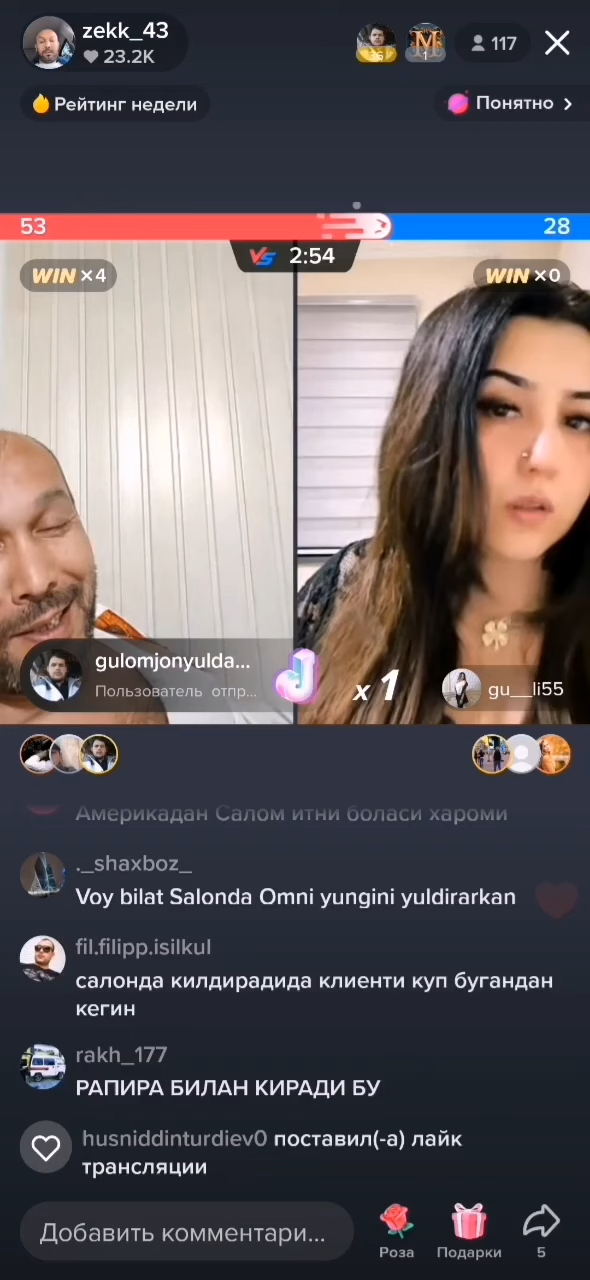 zekk_43
23.2K
M
1
117
Рейтинг недели
Понятно
53
28
VS 2:54
WIN ×4
WIN ×0
gulomjonyulda...
Пользователь отпр...
x 1
gu__li55
Америкадан Салом итни боласи хароми
._shaxboz_
Voy bilat Salonda Omni yungini yuldirarkan
fil.filipp.isilkul
салонда килдирадида клиенти куп бугандан
кегин
rakh_177
РАПИРА БИЛАН КИРАДИ БУ
husniddinturdiev0 поставил(-а) лайк
трансляции
Добавить комментари...
Роза
Подарки
5